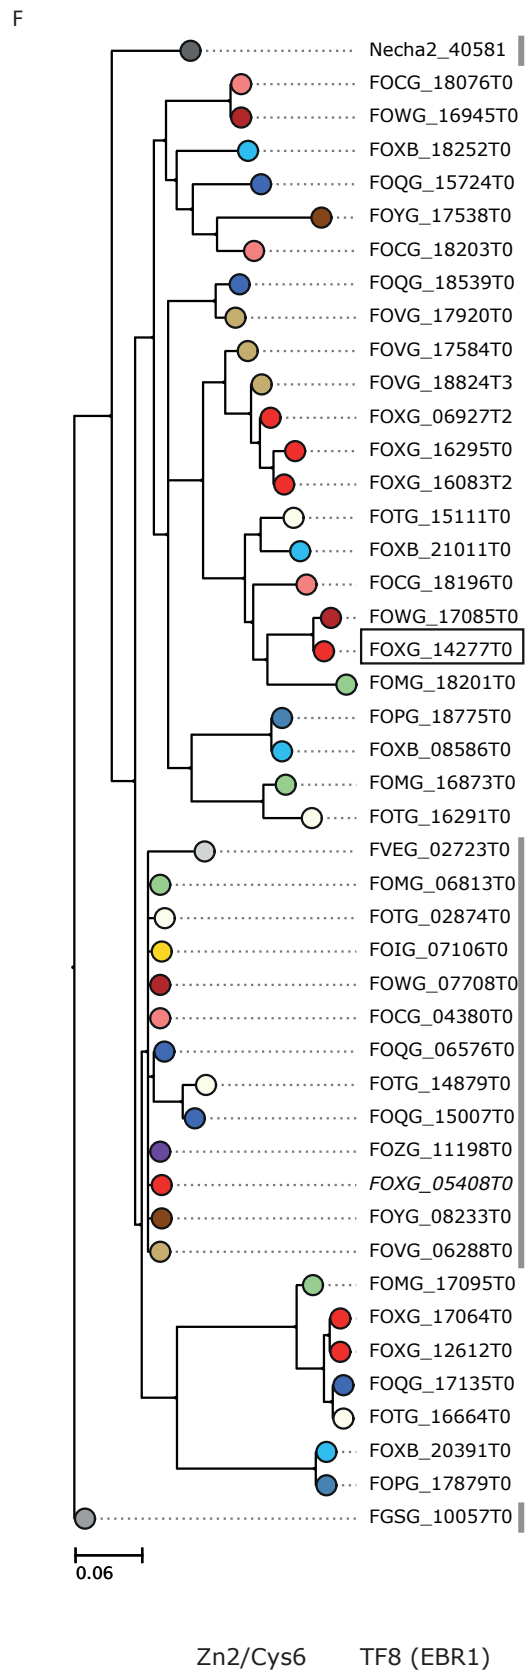 F
Necha2_40581
FOCG_18076T0
FOWG_16945T0
FOXB_18252T0
FOQG_15724T0
FOYG_17538T0
FOCG_18203T0
FOQG_18539T0
FOVG_17920T0
FOVG_17584T0
FOVG_18824T3
FOXG_06927T2
FOXG_16295T0
FOXG_16083T2
FOTG_15111T0
FOXB_21011T0
FOCG_18196T0
FOWG_17085T0
FOXG_14277T0
FOMG_18201T0
FOPG_18775T0
FOXB_08586T0
FOMG_16873T0
FOTG_16291T0
FVEG_02723T0
FOMG_06813T0
FOTG_02874T0
FOIG_07106T0
FOWG_07708T0
FOCG_04380T0
FOQG_06576T0
FOTG_14879T0
FOQG_15007T0
FOZG_11198T0
FOXG_05408T0
FOYG_08233T0
FOVG_06288T0
FOMG_17095T0
FOXG_17064T0
FOXG_12612T0
FOQG_17135T0
FOTG_16664T0
FOXB_20391T0
FOPG_17879T0
FGSG_10057T0
0.06
Zn2/Cys6 TF8 (EBR1)